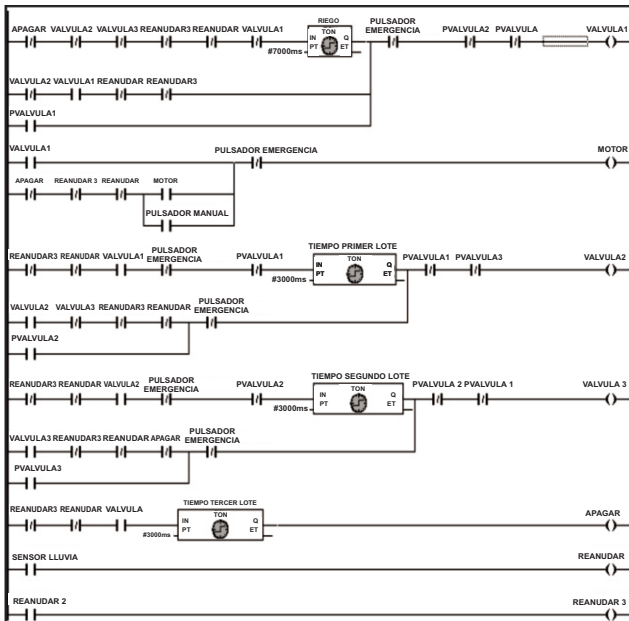 RIEGO
PULSADOR
EMERGENCIA
APAGAR VALVULA2 VALVULA3 REANUDAR3 REANUDAR VALVULA1
TON
IN Q
PT ET
#7000ms
PVALVULA2 PVALVULA
VALVULA1
VALVULA2 VALVULA1 REANUDAR REANUDAR3
PVALVULA1
VALVULA1
PULSADOR EMERGENCIA
MOTOR
APAGAR REANUDAR 3 REANUDAR MOTOR
PULSADOR MANUAL
TIEMPO PRIMER LOTE
REANUDAR3 REANUDAR VALVULA1
PULSADOR
EMERGENCIA
PVALVULA1
TON
IN Q
PT ET
#3000ms
PVALVULA1 PVALVULA3
VALVULA2
VALVULA2 VALVULA3 REANUDAR3 REANUDAR
PULSADOR
EMERGENCIA
PVALVULA2
TIEMPO SEGUNDO LOTE
REANUDAR3 REANUDAR VALVULA2
PULSADOR
EMERGENCIA
PVALVULA2
TON
IN Q
PT ET
#3000ms
PVALVULA 2 PVALVULA 1
VALVULA 3
VALVULA3 REANUDAR3 REANUDAR APAGAR
PULSADOR
EMERGENCIA
PVALVULA3
TIEMPO TERCER LOTE
REANUDAR3 REANUDAR VALVULA
TON
IN Q
PT ET
#3000ms
APAGAR
SENSOR LLUVIA
REANUDAR
REANUDAR 2
REANUDAR 3